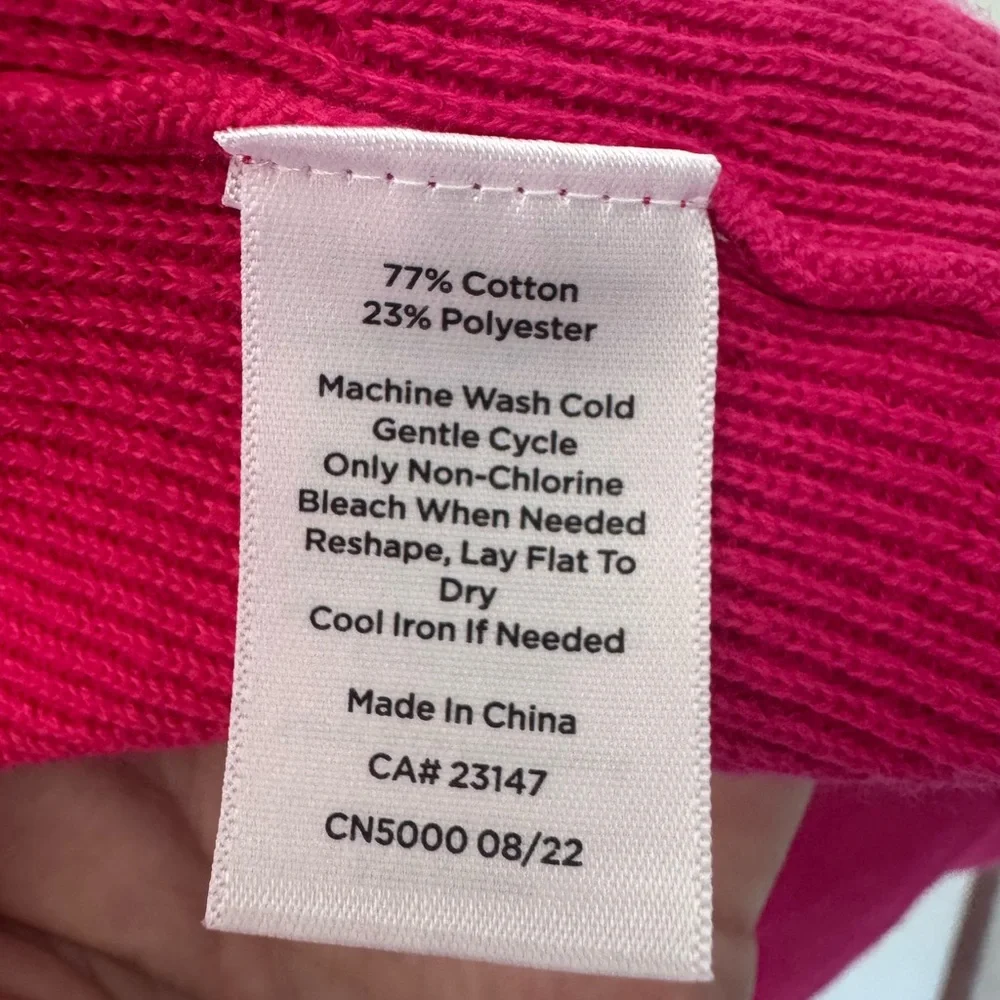 77% Cotton
23% Polyester
Machine Wash Cold
Gentle Cycle
Only Non-Chlorine
Bleach When Needed
Reshape, Lay Flat To
Dry
Cool Iron If Needed
Made In China
CA# 23147
CN5000 08/22